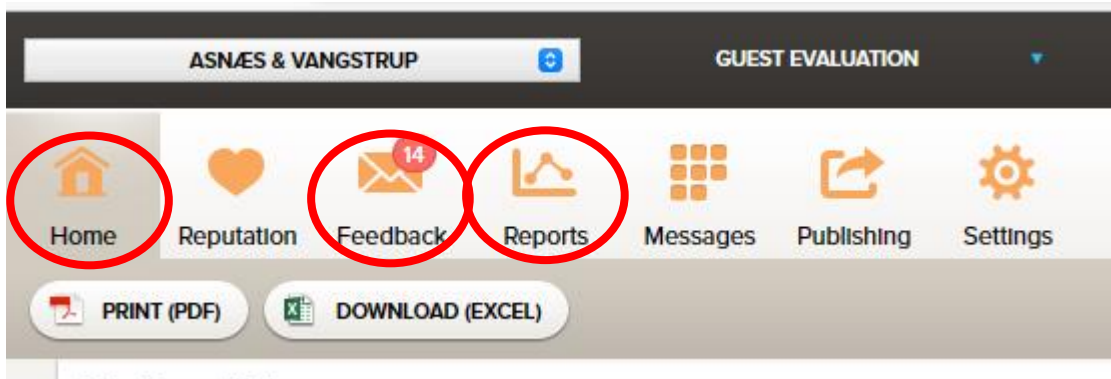 ASNÆS & VANGSTRUP
GUEST EVALUATION
14
Home Reputation Feedback Reports Messages Publishing Settings
PRINT (PDF) DOWNLOAD (EXCEL)